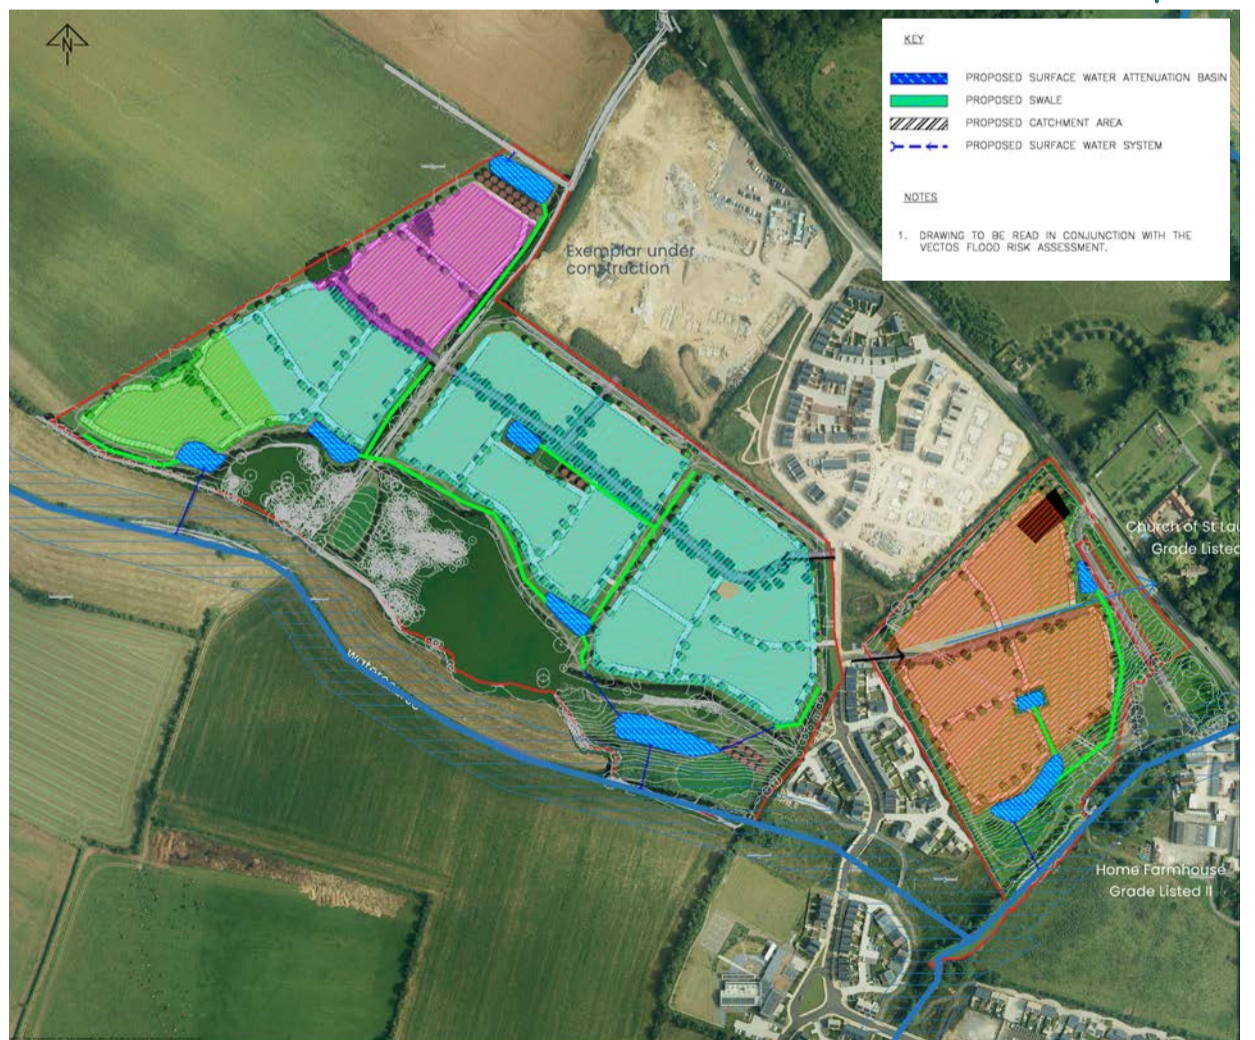 N
KEY
PROPOSED SURFACE WATER ATTENUATION BASIN
PROPOSED SWALE
PROPOSED CATCHMENT AREA
PROPOSED SURFACE WATER SYSTEM
NOTES
1. DRAWING TO BE READ IN CONJUNCTION WITH THE
VECTOS FLOOD RISK ASSESSMENT.
Exemplar under
construction
Church of St Lau
Grade Listed
Home Farmhouse
Grade Listed II